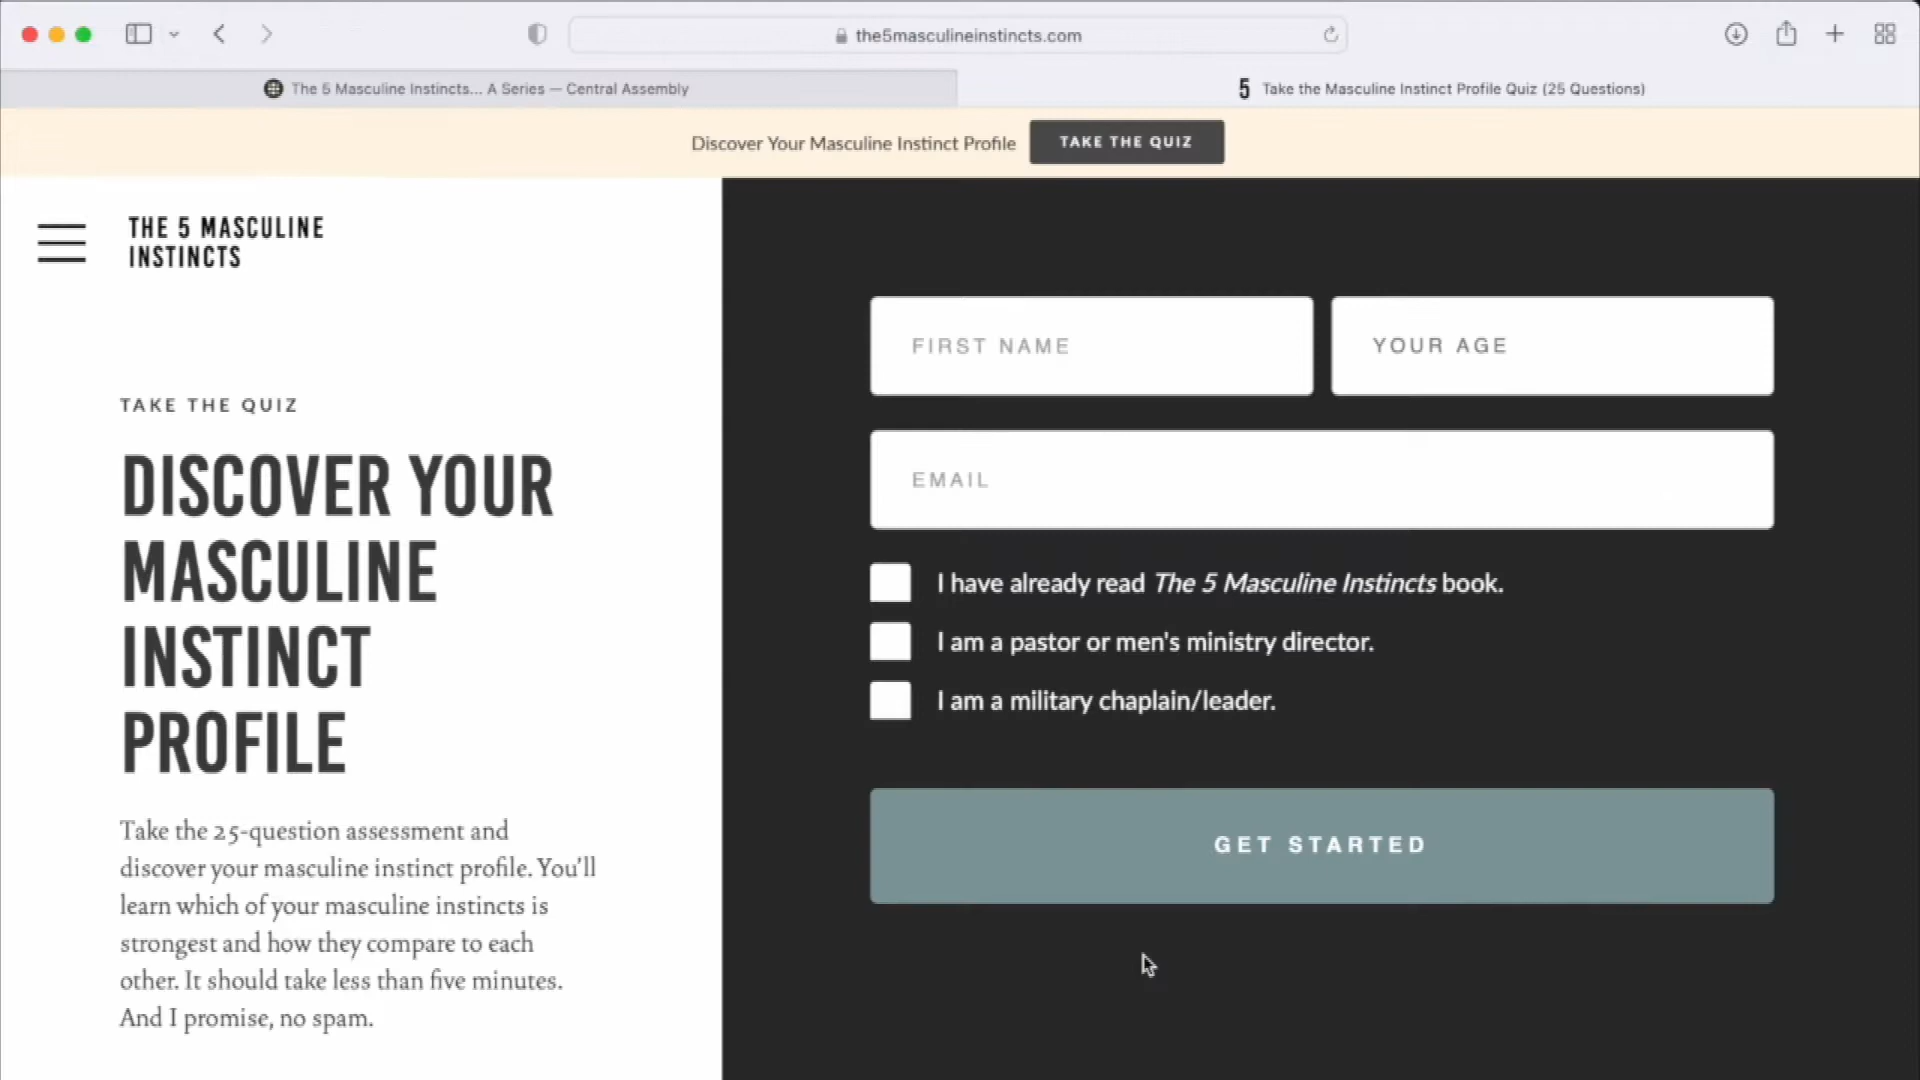 the5masculineinstincts.com
The 5 Masculine Instincts... A Series — Central Assembly
5 Take the Masculine Instinct Profile Quiz (25 Questions)
Discover Your Masculine Instinct Profile
TAKE THE QUIZ
THE 5 MASCULINE
INSTINCTS
TAKE THE QUIZ
DISCOVER YOUR
MASCULINE
INSTINCT
PROFILE
Take the 25-question assessment and
discover your masculine instinct profile. You'll
learn which of your masculine instincts is
strongest and how they compare to each
other. It should take less than five minutes.
And I promise, no spam.
FIRST NAME
YOUR AGE
EMAIL
I have already read The 5 Masculine Instincts book.
I am a pastor or men's ministry director.
I am a military chaplain/leader.
GET STARTED